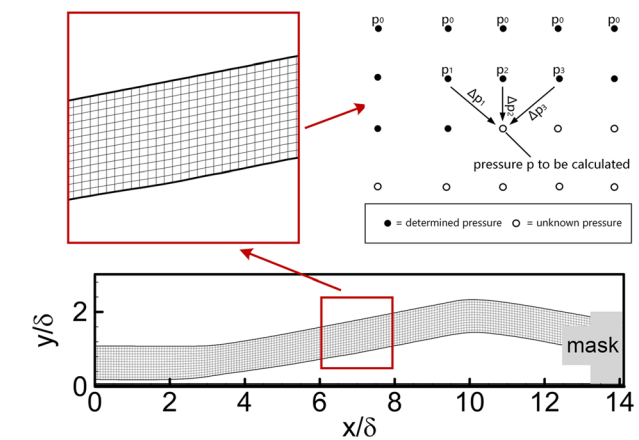 p₀ p₀ p₀ p₀ p₀
p₁ p₂ p₃
Δp₁ Δp₂ Δp₃
pressure p to be calculated
● = determined pressure ○ = unknown pressure
y/δ
2
0
mask
0 2 4 6 8 10 12 14
x/δ